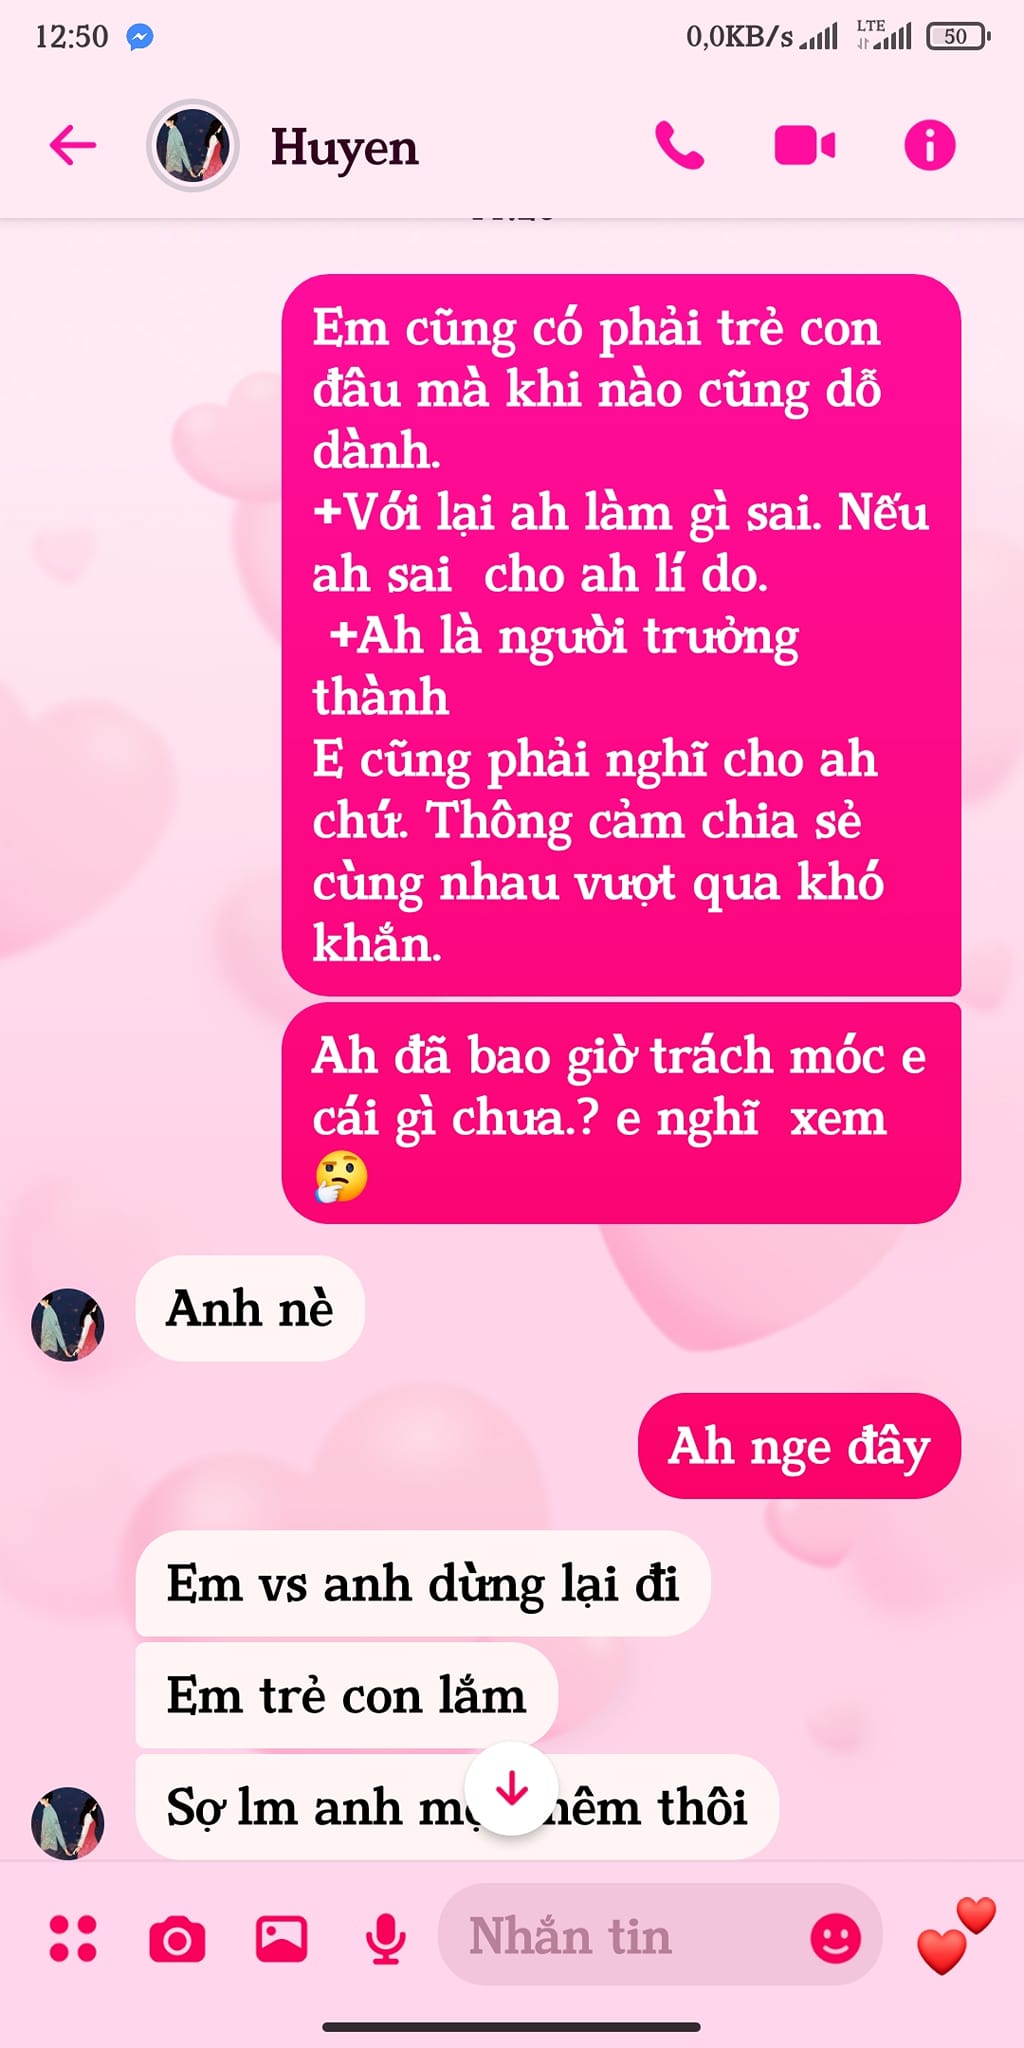 12:50
0,0KB/s
LTE
50
Huyen
Em cũng có phải trẻ con
đâu mà khi nào cũng dỗ
dành.
+Với lại ah làm gì sai. Nếu
ah sai  cho ah lí do.
+Ah là người trưởng
thành
E cũng phải nghĩ cho ah
chứ. Thông cảm chia sẻ
cùng nhau vượt qua khó
khắn.
Ah đã bao giờ trách móc e
cái gì chưa.? e nghĩ  xem
🤔
Anh nè
Ah nge đây
Em vs anh dừng lại đi
Em trẻ con lắm
Sợ lm anh thôi
Nhắn tin